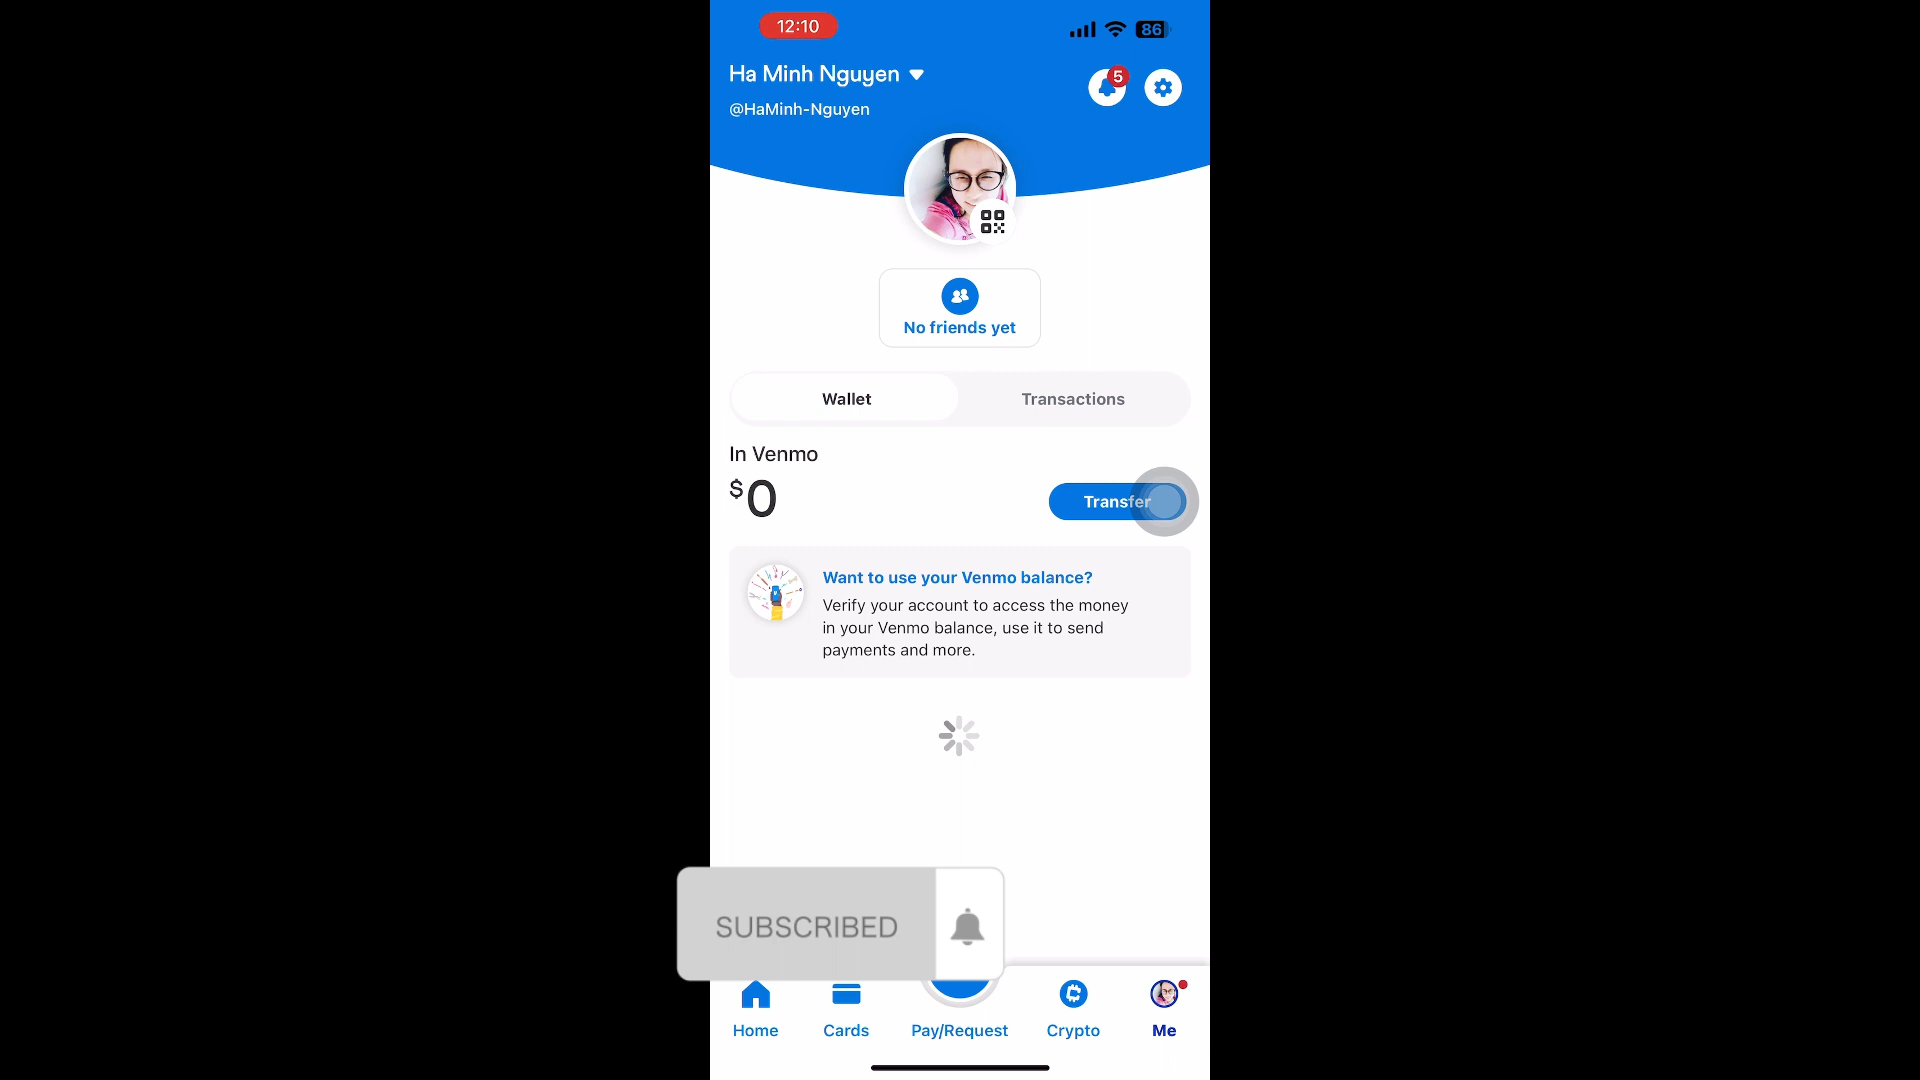 12:10
86
Ha Minh Nguyen
5
@HaMinh-Nguyen
No friends yet
Wallet
Transactions
In Venmo
$0
Transfer
Want to use your Venmo balance?
Verify your account to access the money
in your Venmo balance, use it to send
payments and more.
SUBSCRIBED
Home
Cards
Pay/Request
Crypto
Me